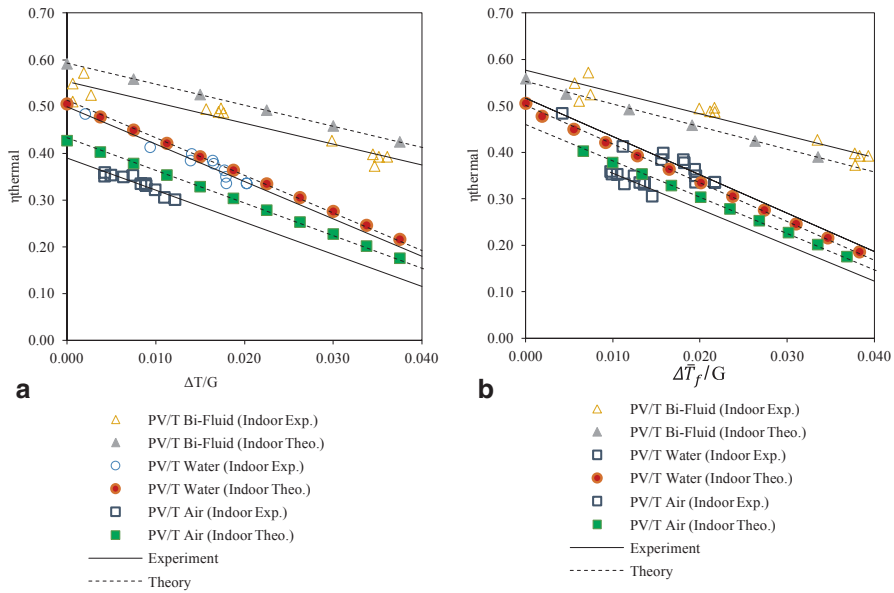 0.70
0.60
0.50
0.40
0.30
0.20
0.10
0.00
ηthermal
0.000
0.010
0.020
0.030
0.040
ΔT/G
a
PV/T Bi-Fluid (Indoor Exp.)
PV/T Bi-Fluid (Indoor Theo.)
PV/T Water (Indoor Exp.)
PV/T Water (Indoor Theo.)
PV/T Air (Indoor Exp.)
PV/T Air (Indoor Theo.)
Experiment
Theory
0.70
0.60
0.50
0.40
0.30
0.20
0.10
0.00
ηthermal
0.000
0.010
0.020
0.030
0.040
ΔT̄_f/G
b
PV/T Bi-Fluid (Indoor Exp.)
PV/T Bi-Fluid (Indoor Theo.)
PV/T Water (Indoor Exp.)
PV/T Water (Indoor Theo.)
PV/T Air (Indoor Exp.)
PV/T Air (Indoor Theo.)
Experiment
Theory